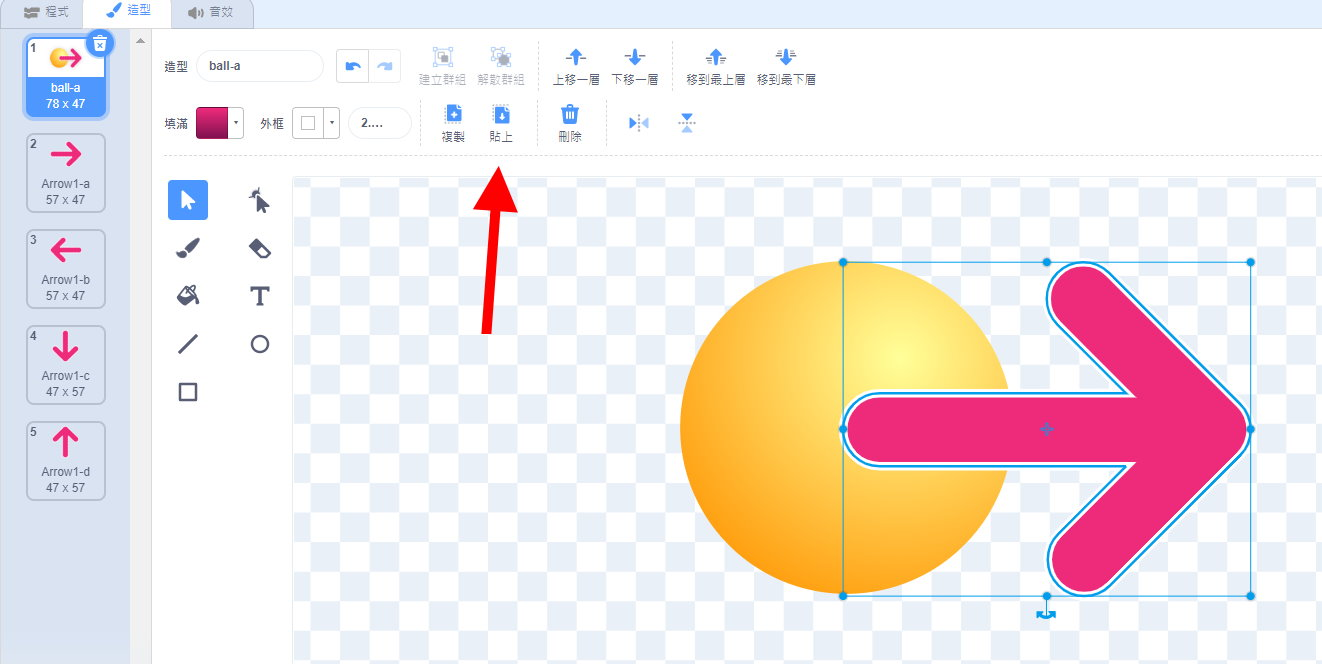 程式
造型
音效
1
ball-a
78 x 47
2
Arrow1-a
57 x 47
3
Arrow1-b
57 x 47
4
Arrow1-c
47 x 57
5
Arrow1-d
47 x 57
造型
ball-a
建立群組
解散群組
上移一層
下移一層
移到最上層
移到最下層
填滿
外框
2....
複製
貼上
刪除
T